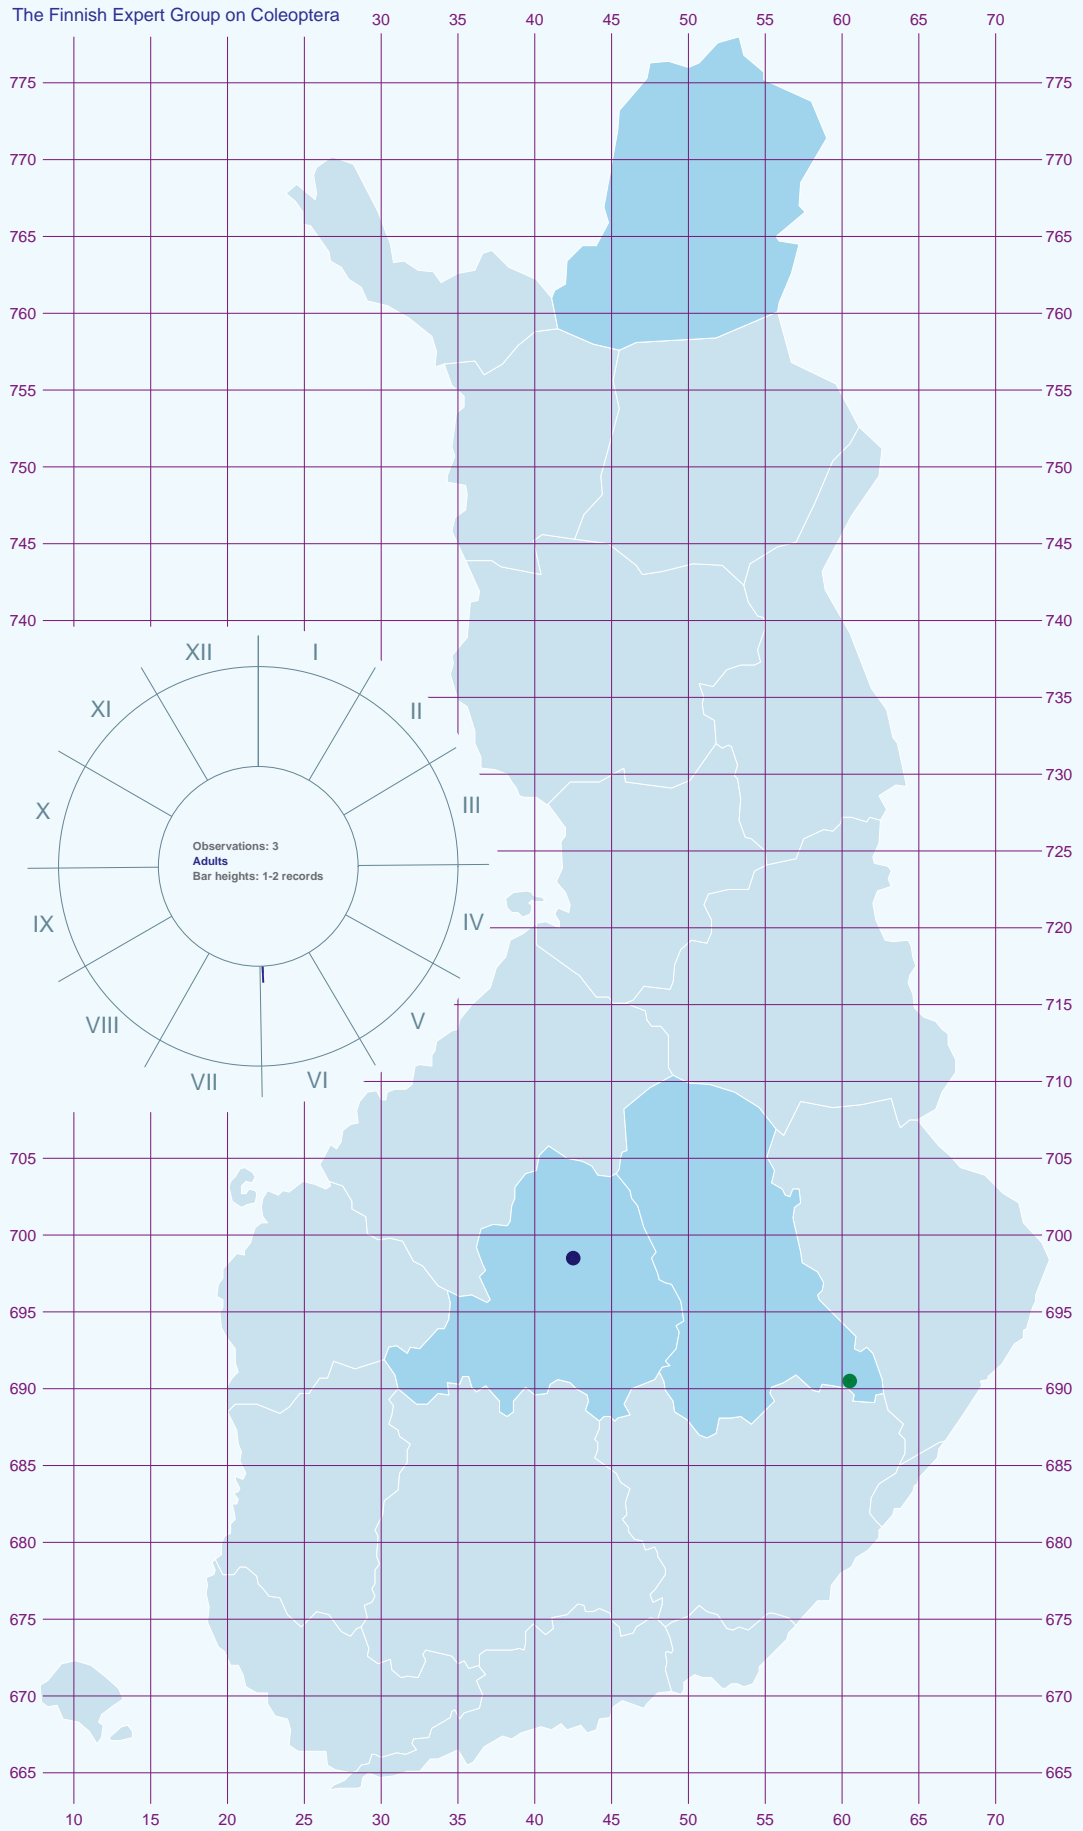 The Finnish Expert Group on Coleoptera
30 35 40 45 50 55 60 65 70
775 775
770 770
765 765
760 760
755 755
750 750
745 745
740 740
XII I
735
XI II
730
X III
Observations: 3
Adults
Bar heights: 1-2 records
725
IX IV
720
VIII V
715
VII VI
710
705 705
700 700
695 695
690 690
685 685
680 680
675 675
670 670
665 665
10 15 20 25 30 35 40 45 50 55 60 65 70